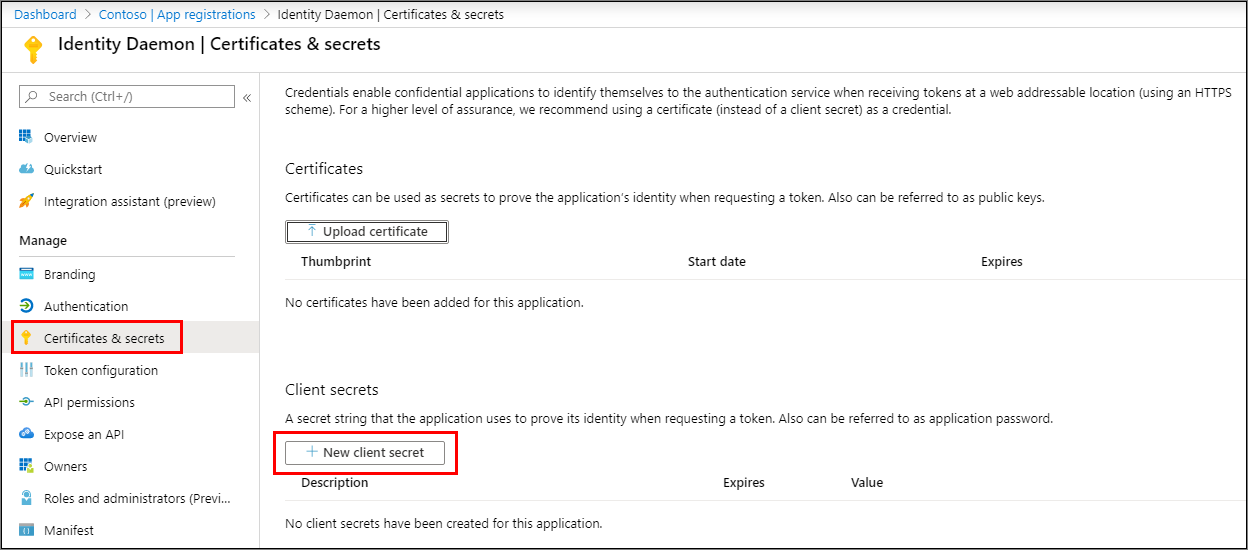 Dashboard > Contoso | App registrations > Identity Daemon | Certificates & secrets
Identity Daemon | Certificates & secrets
Search (Ctrl+/)
«
Overview
Quickstart
Integration assistant (preview)
Manage
Branding
Authentication
Certificates & secrets
Token configuration
API permissions
Expose an API
Owners
Roles and administrators (Previ...
Manifest
Credentials enable confidential applications to identify themselves to the authentication service when receiving tokens at a web addressable location (using an HTTPS
scheme). For a higher level of assurance, we recommend using a certificate (instead of a client secret) as a credential.
Certificates
Certificates can be used as secrets to prove the application's identity when requesting a token. Also can be referred to as public keys.
Upload certificate
Thumbprint Start date Expires
No certificates have been added for this application.
Client secrets
A secret string that the application uses to prove its identity when requesting a token. Also can be referred to as application password.
+ New client secret
Description Expires Value
No client secrets have been created for this application.